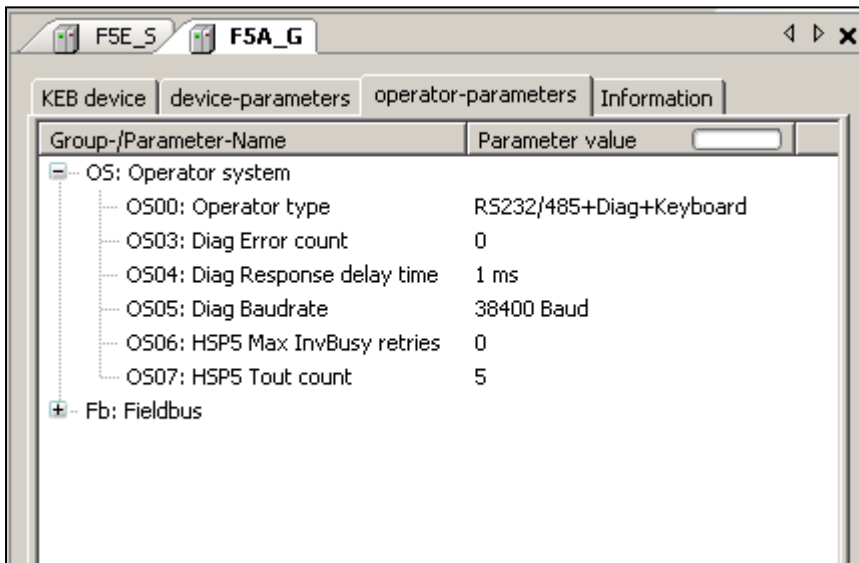 F5E_S F5A_G
KEB device device-parameters operator-parameters Information
Group-/Parameter-Name Parameter value
OS: Operator system
OS00: Operator type RS232/485+Diag+Keyboard
OS03: Diag Error count 0
OS04: Diag Response delay time 1 ms
OS05: Diag Baudrate 38400 Baud
OS06: HSP5 Max InvBusy retries 0
OS07: HSP5 Tout count 5
Fb: Fieldbus